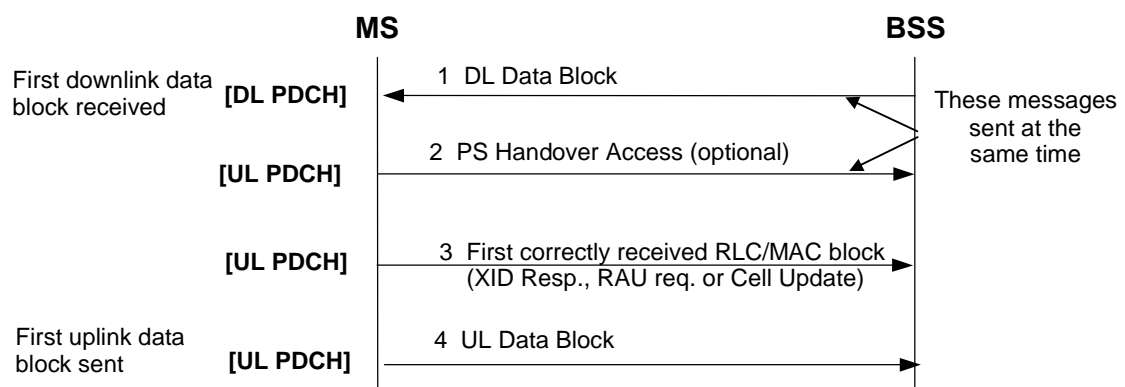 MS
BSS
First downlink data
block received
[DL PDCH]
1 DL Data Block
These messages
sent at the
same time
2 PS Handover Access (optional)
[UL PDCH]
3 First correctly received RLC/MAC block
(XID Resp., RAU req. or Cell Update)
[UL PDCH]
First uplink data
block sent
[UL PDCH]
4 UL Data Block